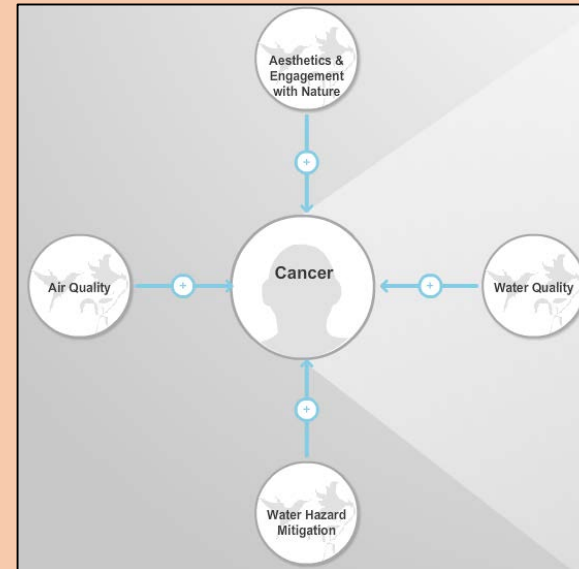 Aesthetics &
Engagement
with Nature
+
Cancer
Air Quality
+
+
Water Quality
+
Water Hazard
Mitigation